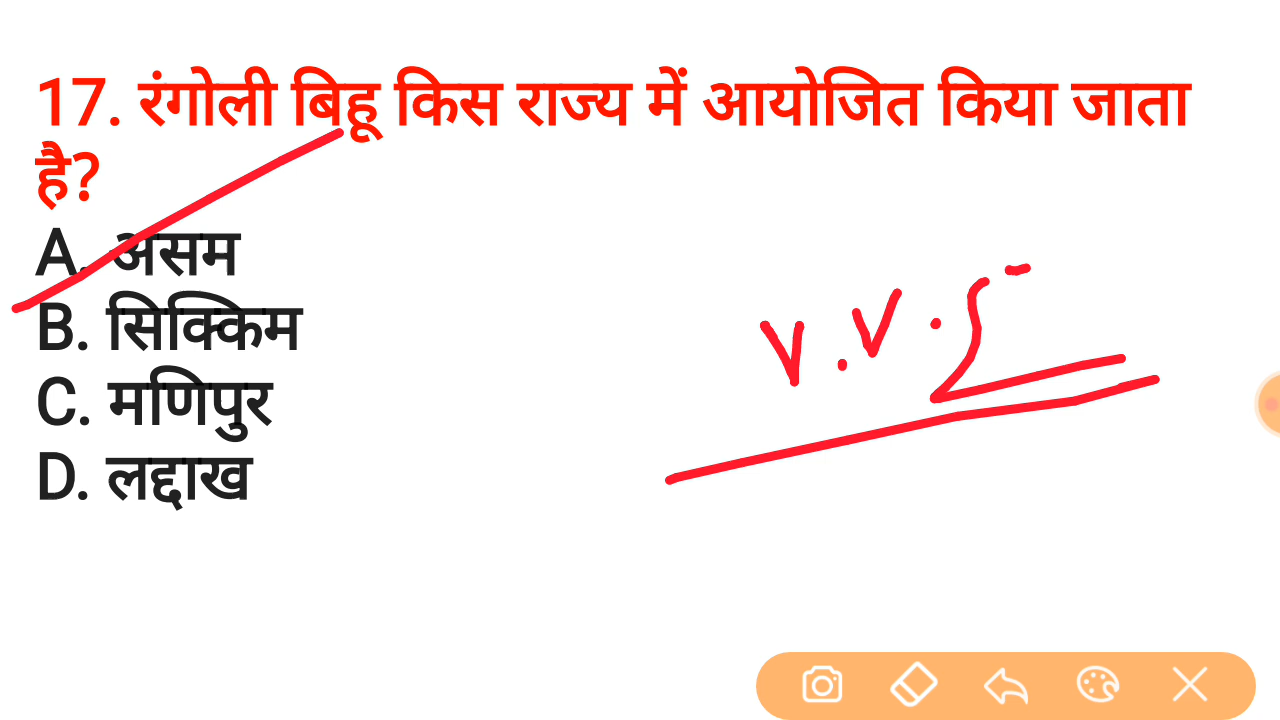 17. रंगोली बिहू किस राज्य में आयोजित किया जाता
है?
A. असम
B. सिक्किम
C. मणिपुर
D. लद्दाख